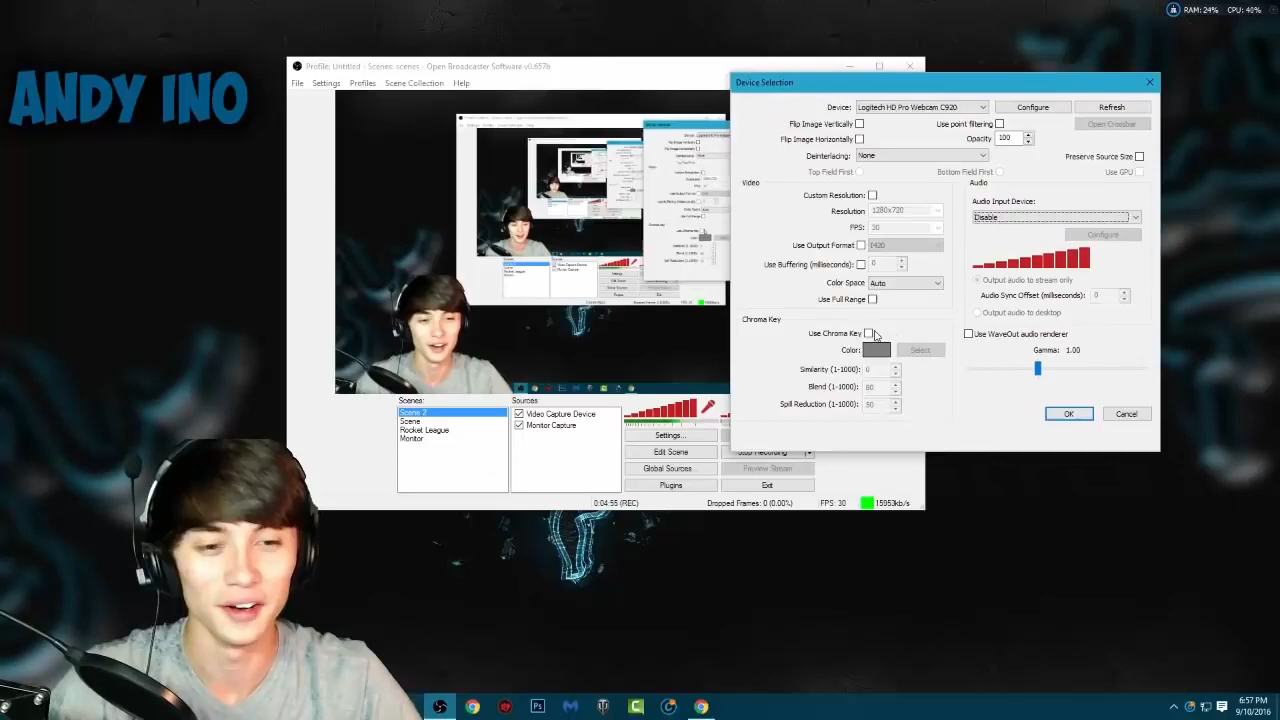 RAM: 24% CPU: 40%
ANDY INO
Profile: Untitled - Scenes: scenes - Open Broadcaster Software v0.657b
File Settings Profiles Scene Collection Help
Device Selection
Device: Logitech HD Pro Webcam C920 Configure Refresh
Flip Image Vertically Use point filtering Open Crossbar
Flip Image Horizontally Opacity 100
Deinterlacing: None Preserve Source Size
Top Field First Bottom Field First Use GPU
Video Audio
Custom Resolution: Audio Input Device:
Resolution 1280x720 Disable
FPS: 30 Configure
Use Output Format I420
Use Buffering (milliseconds): 0
Color Space Auto Output audio to stream only
Use Full Range Audio Sync Offset (milliseconds): 0
Output audio to desktop
Chroma Key
Use Chroma Key Use WaveOut audio renderer
Color: Select Gamma: 1.00
Similarity (1-1000): 0
Blend (1-1000): 80
Spill Reduction (1-1000): 50
OK Cancel
Scenes: Sources:
Scene 2
Scene
Rocket League
Monitor
Video Capture Device
Monitor Capture
Settings...
Edit Scene Stop Recording
Global Sources... Preview Stream
Plugins Exit
0:04:55 (REC) Dropped Frames: 0 (0.00%) FPS: 30 15953kb/s
Ps
6:57 PM
9/10/2016